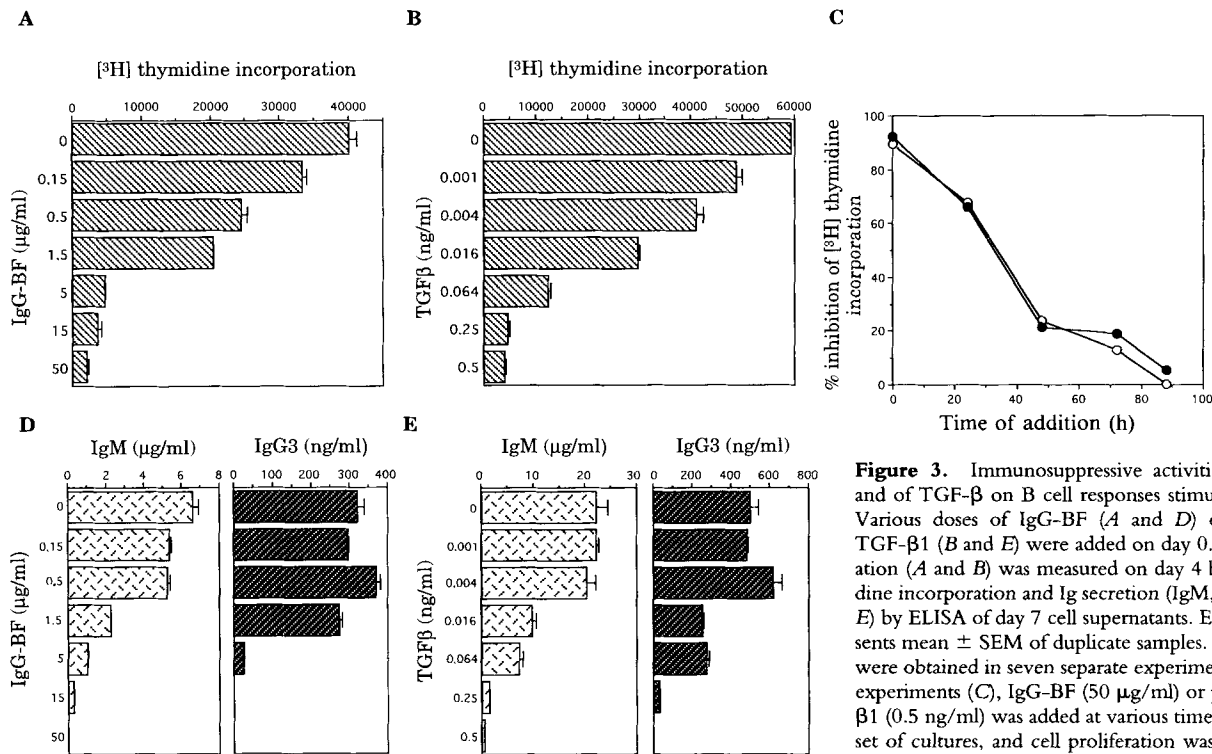 A
[³H] thymidine incorporation
0 10000 20000 30000 40000
IgG-BF (µg/ml)
0
0.15
0.5
1.5
5
15
50
B
[³H] thymidine incorporation
0 10000 20000 30000 40000 50000 60000
TGFβ (ng/ml)
0
0.001
0.004
0.016
0.064
0.25
0.5
C
% inhibition of [³H] thymidine
incorporation
100
80
60
40
20
0
0 20 40 60 80 100
Time of addition (h)
D
IgM (µg/ml) IgG3 (ng/ml)
0 2 4 6 8 0 100 200 300 400
IgG-BF (µg/ml)
0
0.15
0.5
1.5
5
15
50
E
IgM (µg/ml) IgG3 (ng/ml)
0 10 20 30 0 200 400 600 800
TGFβ (ng/ml)
0
0.001
0.004
0.016
0.064
0.25
0.5
Figure 3. Immunosuppressive activiti
and of TGF-β on B cell responses stimu
Various doses of IgG-BF (A and D)
TGF-β1 (B and E) were added on day 0.
ation (A and B) was measured on day 4 b
dine incorporation and Ig secretion (IgM,
E) by ELISA of day 7 cell supernatants. E
sents mean ± SEM of duplicate samples.
were obtained in seven separate experime
experiments (C), IgG-BF (50 µg/ml) or
β1 (0.5 ng/ml) was added at various time
set of cultures, and cell proliferation was